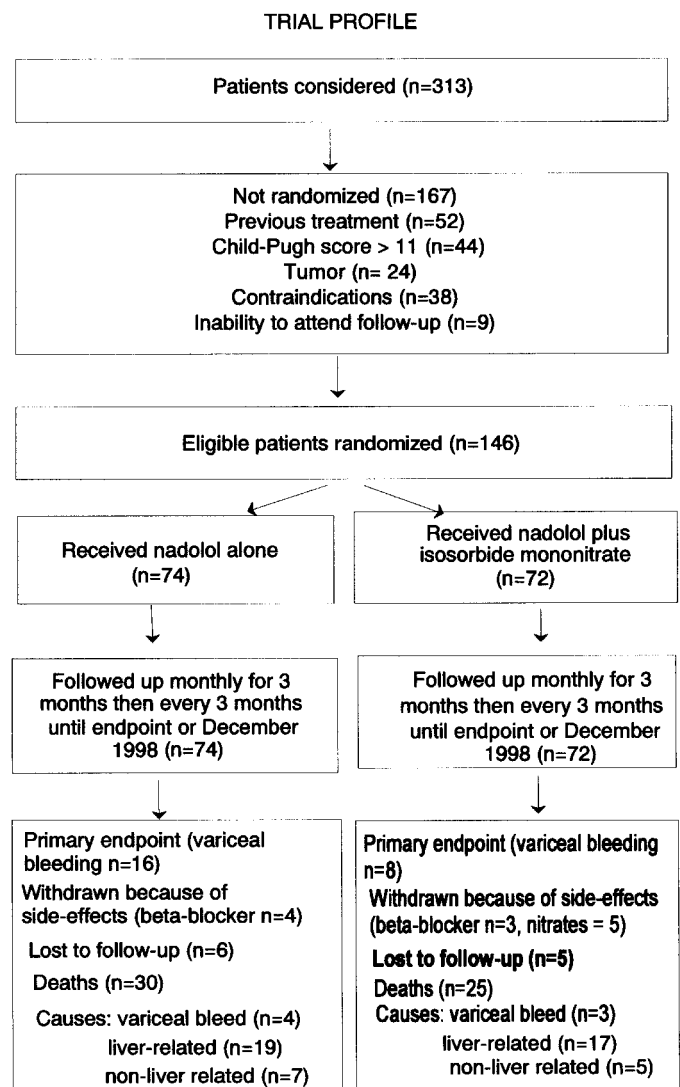 TRIAL PROFILE
Patients considered (n=313)
Not randomized (n=167)
Previous treatment (n=52)
Child-Pugh score > 11 (n=44)
Tumor (n= 24)
Contraindications (n=38)
Inability to attend follow-up (n=9)
Eligible patients randomized (n=146)
Received nadolol alone
(n=74)
Received nadolol plus
isosorbide mononitrate
(n=72)
Followed up monthly for 3
months then every 3 months
until endpoint or December
1998 (n=74)
Followed up monthly for 3
months then every 3 months
until endpoint or December
1998 (n=72)
Primary endpoint (variceal
bleeding n=16)
Withdrawn because of
side-effects (beta-blocker n=4)
Lost to follow-up (n=6)
Deaths (n=30)
Causes: variceal bleed (n=4)
liver-related (n=19)
non-liver related (n=7)
Primary endpoint (variceal bleeding
n=8)
Withdrawn because of side-effects
(beta-blocker n=3, nitrates = 5)
Lost to follow-up (n=5)
Deaths (n=25)
Causes: variceal bleed (n=3)
liver-related (n=17)
non-liver related (n=5)